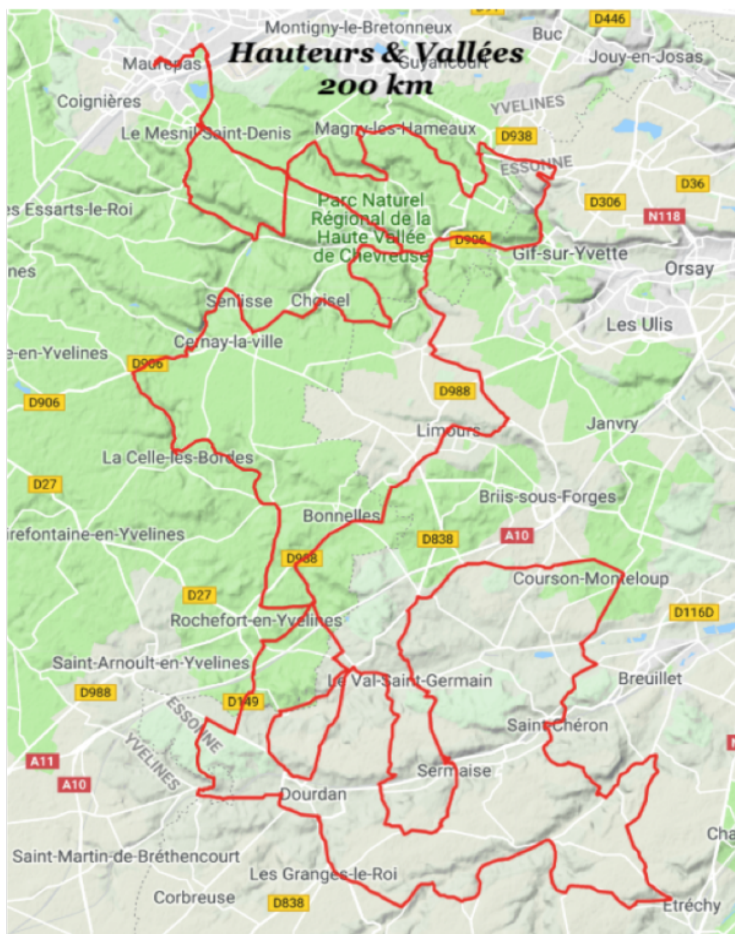 D91
D446
Montigny-le-Bretonneux
Buc
Hauteurs & Vallées
Maurepas
Guyancourt
Jouy-en-Josas
200 km
Coignières
YVELINES
Le Mesnil-Saint-Denis
Magny-les-Hameaux
D938
ESSONNE
D36
Parc Naturel
Régional de la
Haute Vallée
de Chevreuse
es Essarts-le-Roi
D306
N118
D906
Gif-sur-Yvette
nes
Orsay
Senlisse
Choisel
Les Ulis
Cernay-la-ville
e-en-Yvelines
D906
D906
D988
Janvry
Limours
La Celle-les-Bordes
D27
Briis-sous-Forges
Bonnelles
irefontaine-en-Yvelines
D838
A10
D988
Courson-Monteloup
D27
Rochefort-en-Yvelines
D116D
Saint-Arnoult-en-Yvelines
Le Val-Saint-Germain
Breuillet
D988
D149
ESSONNE
Saint-Chéron
YVELINES
A11
A10
Sermaise
Dourdan
Cha
Saint-Martin-de-Bréthencourt
Les Granges-le-Roi
Corbreuse
D838
Etréchy